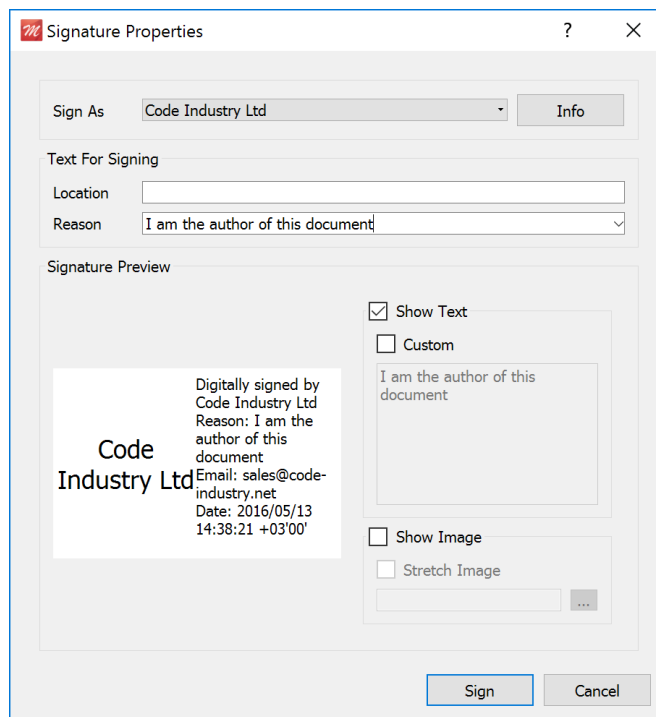 Signature Properties
?
Sign As
Code Industry Ltd
Info
Text For Signing
Location
Reason
I am the author of this document
Signature Preview
Code
Industry Ltd
Digitally signed by
Code Industry Ltd
Reason: I am the
author of this
document
Email: sales@code-
industry.net
Date: 2016/05/13
14:38:21 +03'00'
Show Text
Custom
I am the author of this
document
Show Image
Stretch Image
...
Sign
Cancel